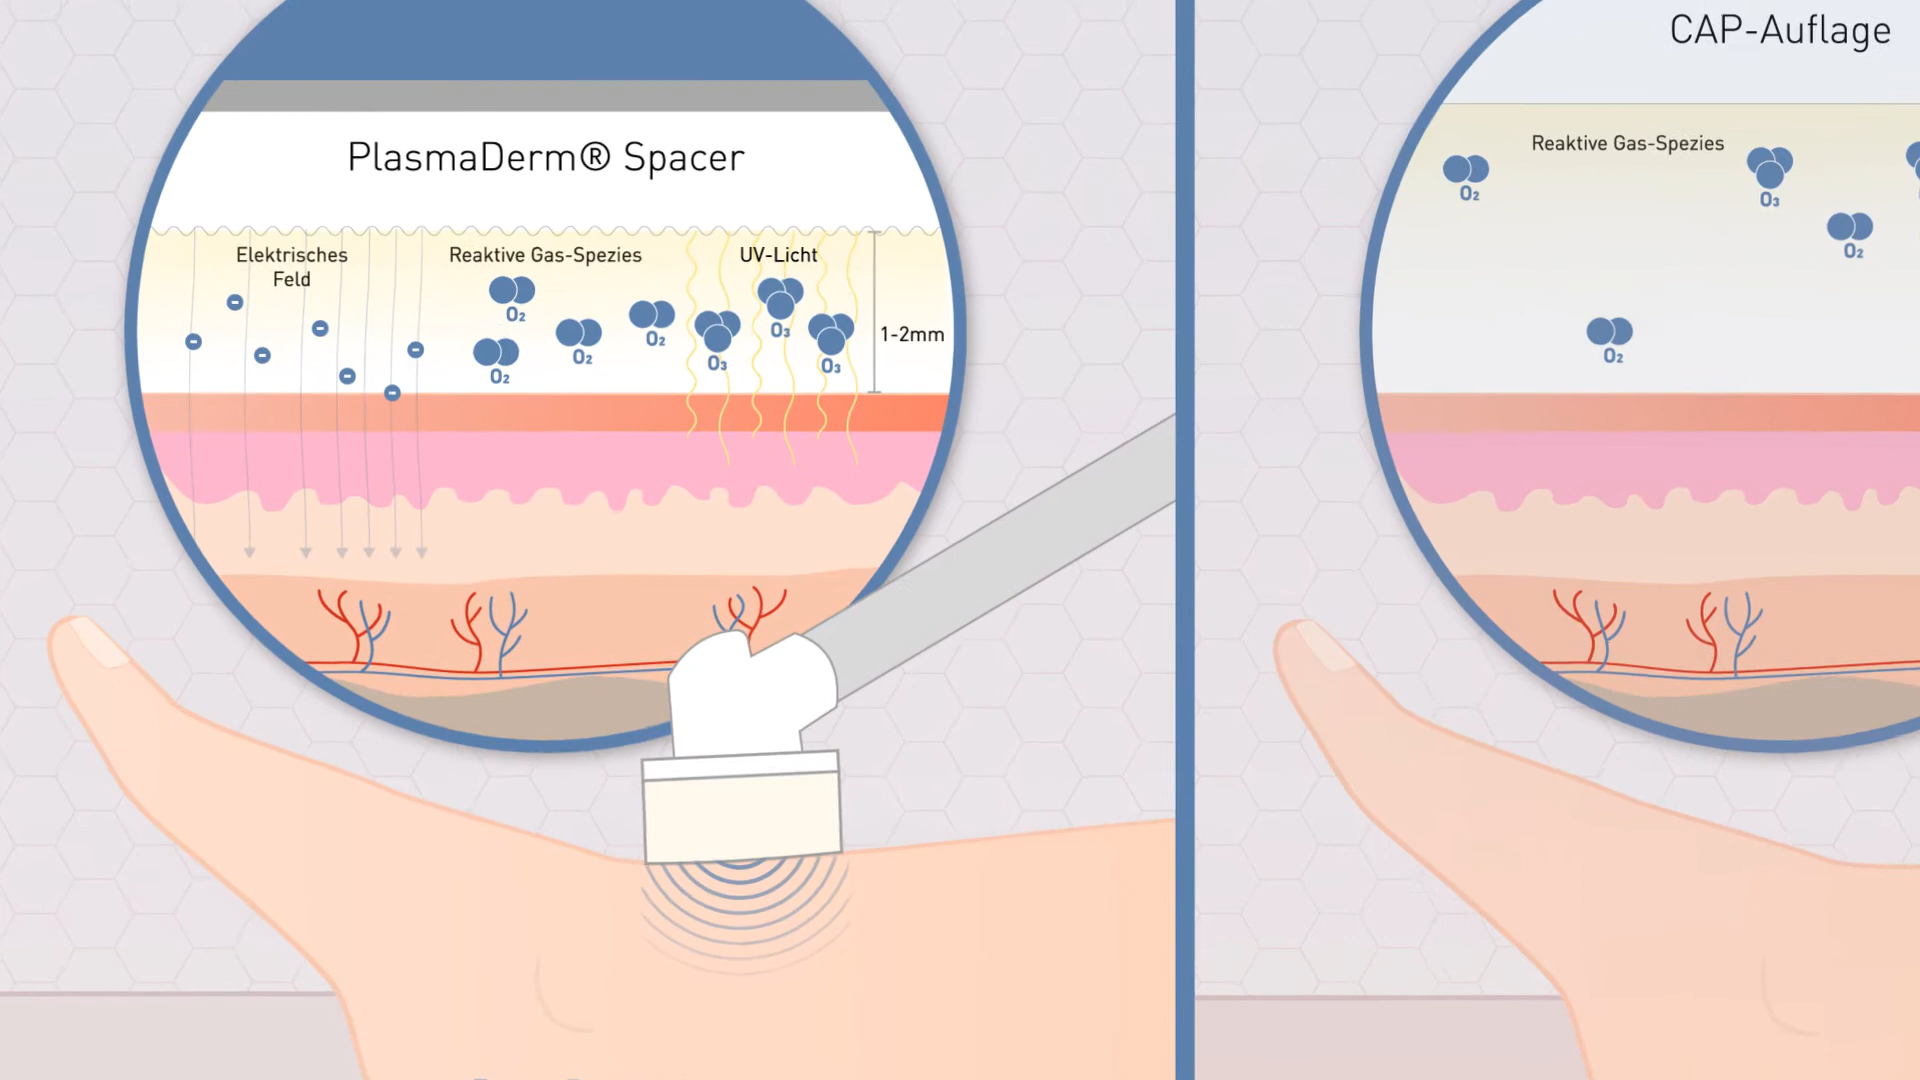 PlasmaDerm® Spacer
Elektrisches
Feld
Reaktive Gas-Spezies
UV-Licht
O₂
O₂
O₂
O₂
O₃
O₃
O₃
1-2mm
CAP-Auflage
Reaktive Gas-Spezies
O₂
O₃
O₂
O₂